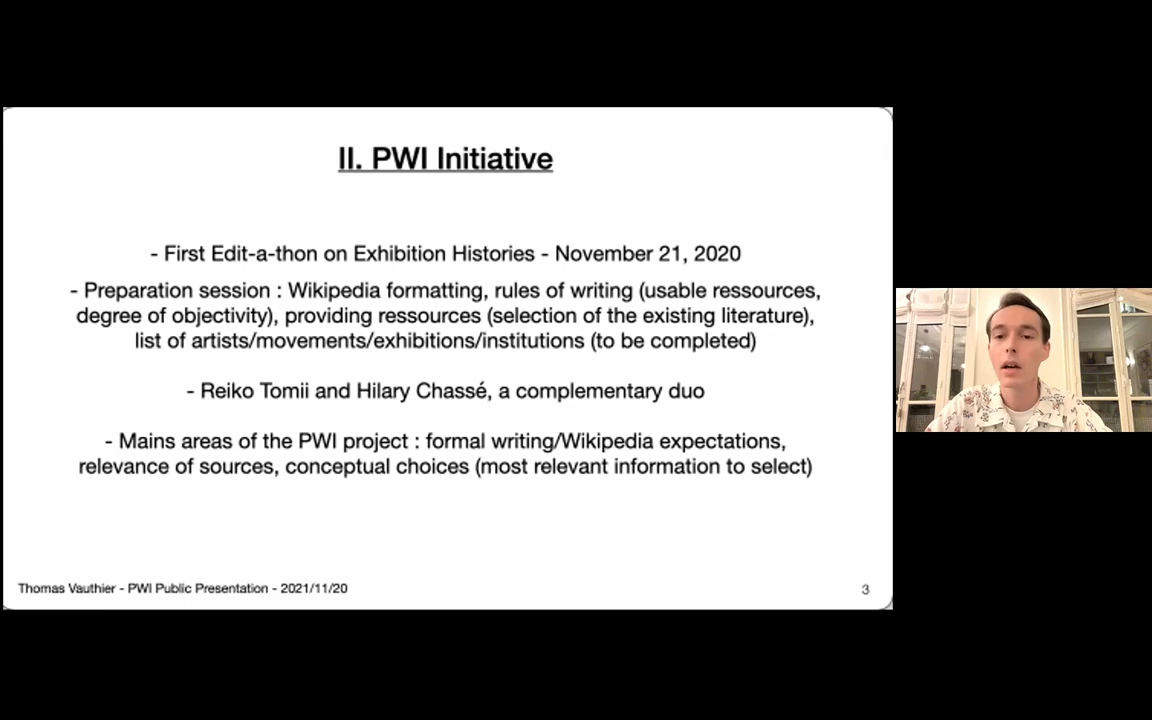 II. PWI Initiative
- First Edit-a-thon on Exhibition Histories - November 21, 2020
- Preparation session : Wikipedia formatting, rules of writing (usable ressources,
degree of objectivity), providing ressources (selection of the existing literature),
list of artists/movements/exhibitions/institutions (to be completed)
- Reiko Tomii and Hilary Chassé, a complementary duo
- Mains areas of the PWI project : formal writing/Wikipedia expectations,
relevance of sources, conceptual choices (most relevant information to select)
Thomas Vauthier - PWI Public Presentation - 2021/11/20
3